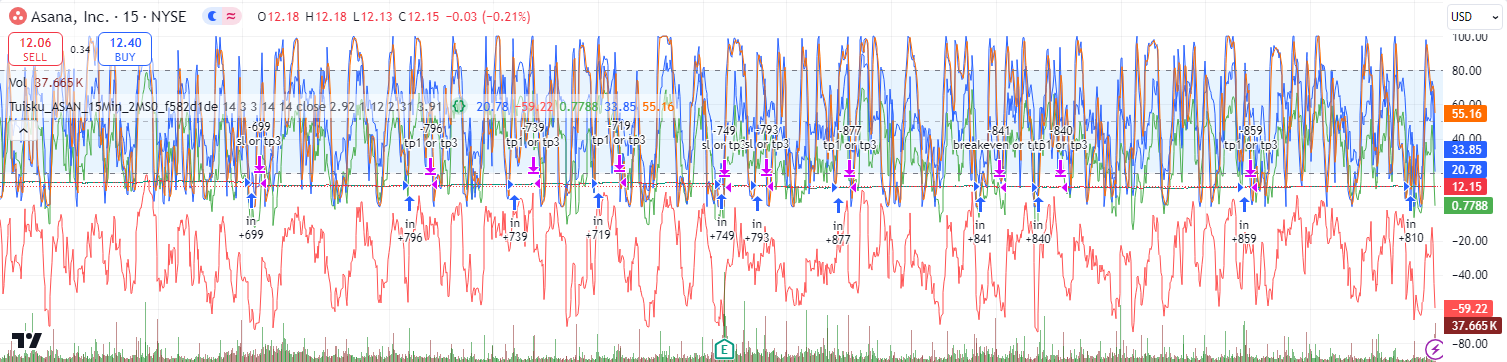 Asana, Inc. · 15 · NYSE
O12.18 H12.18 L12.13 C12.15 −0.03 (−0.21%)
USD
12.06
SELL
0.34
12.40
BUY
Vol 37.665K
Tuisku_ASAN_15Min_2MS0_f582d1de 14 3 3 14 14 close 2.92 1.12 2.31 3.91 {} 20.78 −59.22 0.7788 33.85 55.16
100.00
80.00
60.00
55.16
40.00
33.85
20.78
12.15
0.7788
−20.00
−40.00
−59.22
37.665K
−80.00
-699
sl or tp3
in
+699
-796
tp1 or tp3
in
+796
-739
tp1 or tp3
in
+739
-719
tp1 or tp3
in
+719
-749
sl or tp3
in
+749
-793
sl or tp3
in
+793
-877
tp1 or tp3
in
+877
-841
breakeven or t
in
+841
-840
tp1 or tp3
in
+840
-859
tp1 or tp3
in
+859
in
+810
E